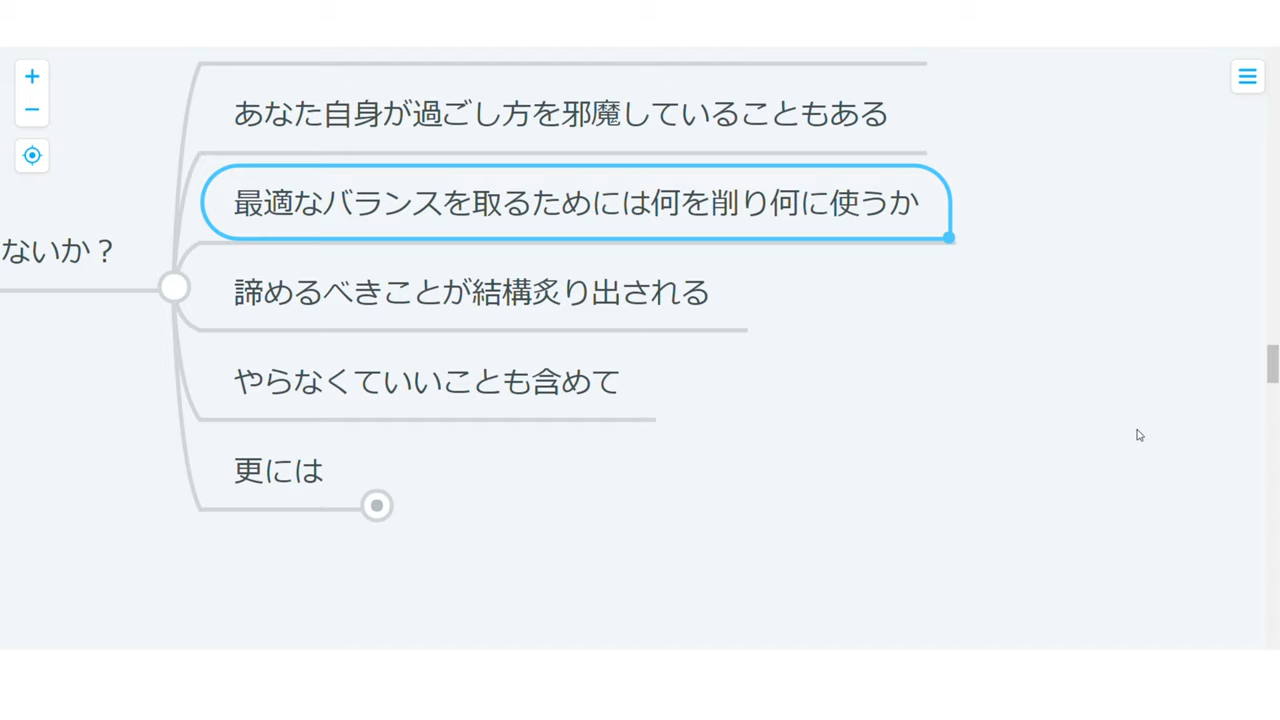 あなた自身が過ごし方を邪魔していることもある
最適なバランスを取るためには何を削り何に使うか
ないか？
諦めるべきことが結構炙り出される
やらなくていいことも含めて
更には